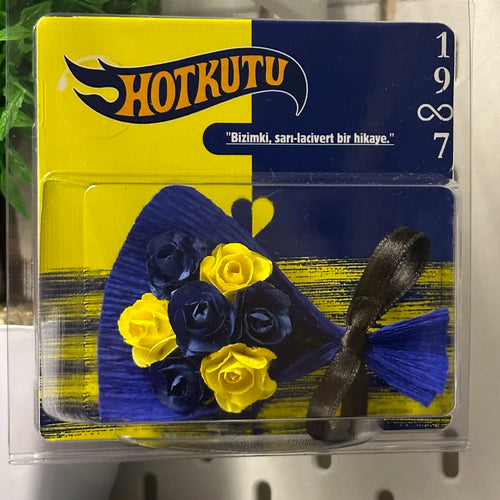 HOTKUTU
"Bizimki, sarı-lacivert bir hikaye."
1
9
∞
7